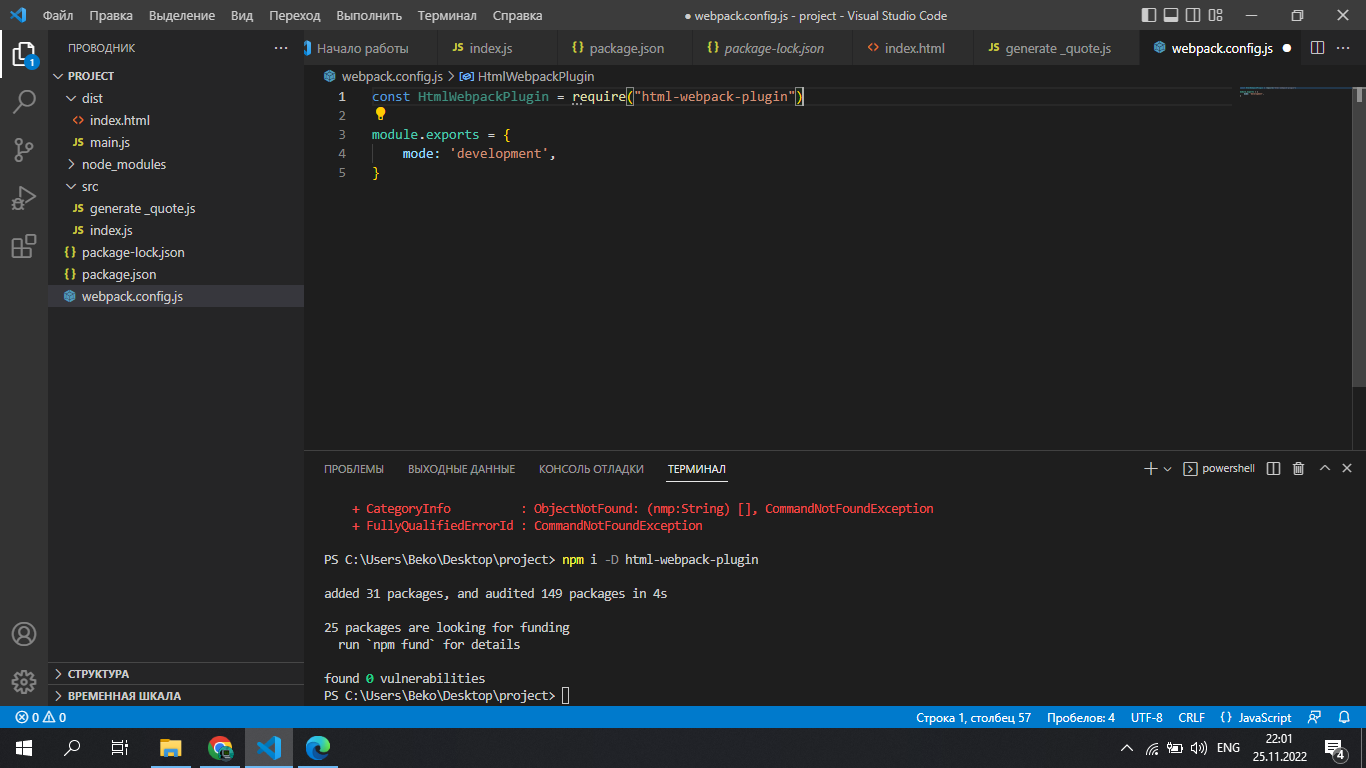 Файл Правка Выделение Вид Переход Выполнить Терминал Справка
● webpack.config.js - project - Visual Studio Code
ПРОВОДНИК
Начало работы
JS index.js
{} package.json
{} package-lock.json
<> index.html
JS generate _quote.js
webpack.config.js
webpack.config.js > HtmlWebpackPlugin
1
PROJECT
dist
<> index.html
JS main.js
node_modules
src
JS generate _quote.js
JS index.js
{} package-lock.json
{} package.json
webpack.config.js
СТРУКТУРА
ВРЕМЕННАЯ ШКАЛА
1 const HtmlWebpackPlugin = require("html-webpack-plugin")
2
3 module.exports = {
4 mode: 'development',
5 }
ПРОБЛЕМЫ ВЫХОДНЫЕ ДАННЫЕ КОНСОЛЬ ОТЛАДКИ ТЕРМИНАЛ
powershell
+ CategoryInfo : ObjectNotFound: (nmp:String) [], CommandNotFoundException
+ FullyQualifiedErrorId : CommandNotFoundException
PS C:\Users\Beko\Desktop\project> npm i -D html-webpack-plugin
added 31 packages, and audited 149 packages in 4s
25 packages are looking for funding
run `npm fund` for details
found 0 vulnerabilities
PS C:\Users\Beko\Desktop\project>
0 0
Строка 1, столбец 57 Пробелов: 4 UTF-8 CRLF {} JavaScript
ENG
22:01
25.11.2022
4